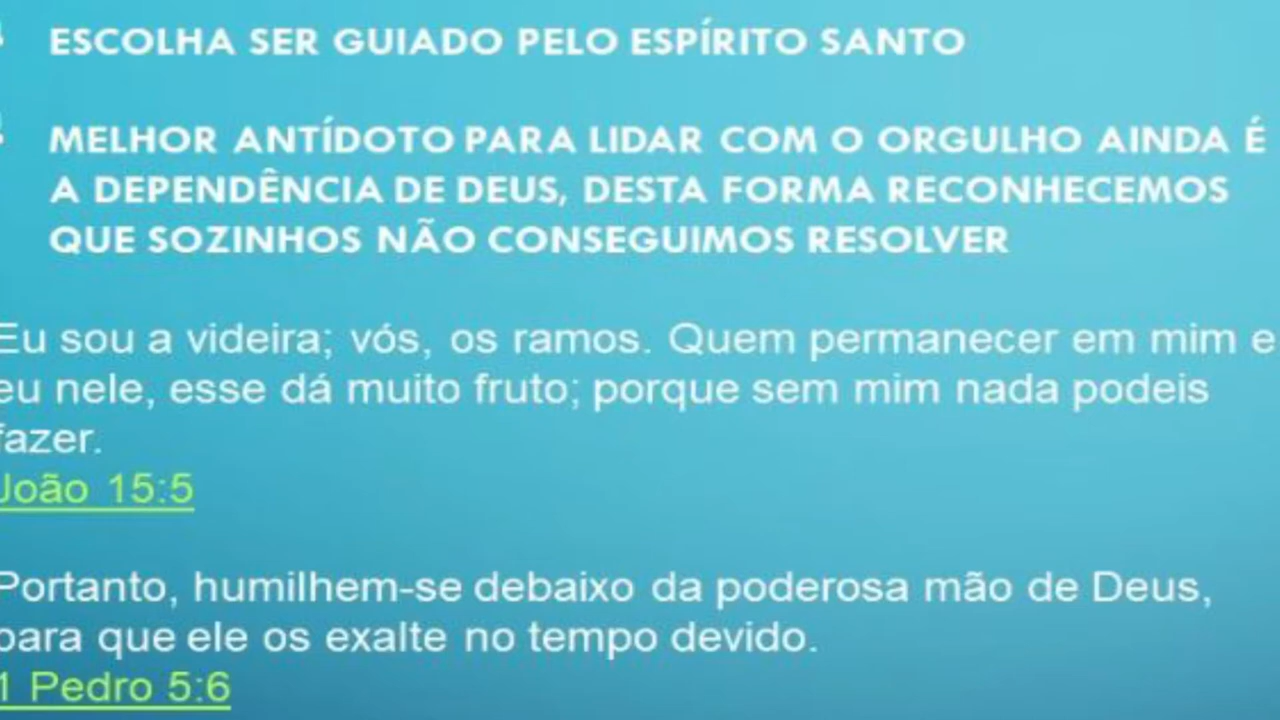 ESCOLHA SER GUIADO PELO ESPÍRITO SANTO
MELHOR ANTÍDOTO PARA LIDAR COM O ORGULHO AINDA É
A DEPENDÊNCIA DE DEUS, DESTA FORMA RECONHECEMOS
QUE SOZINHOS NÃO CONSEGUIMOS RESOLVER
Eu sou a videira; vós, os ramos. Quem permanecer em mim e
eu nele, esse dá muito fruto; porque sem mim nada podeis
fazer.
João 15:5
Portanto, humilhem-se debaixo da poderosa mão de Deus,
para que ele os exalte no tempo devido.
1 Pedro 5:6